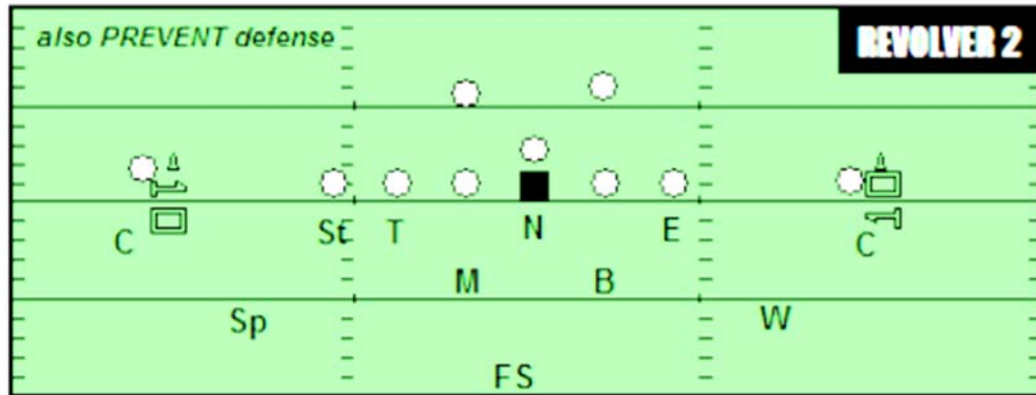 also PREVENT defense
REVOLVER 2
C St T N E C
M B
Sp W
FS